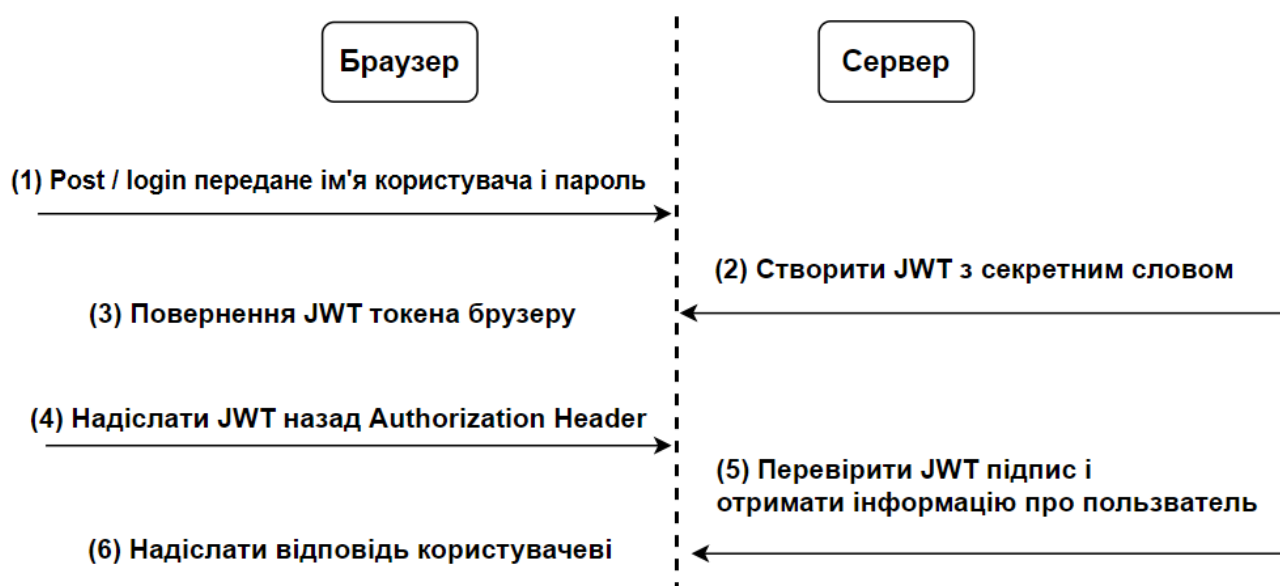 Браузер
Сервер
(1) Post / login передане ім'я користувача і пароль
(2) Створити JWT з секретним словом
(3) Повернення JWT токена брузеру
(4) Надіслати JWT назад Authorization Header
(5) Перевірити JWT підпис і
отримати інформацію про пользватель
(6) Надіслати відповідь користувачеві